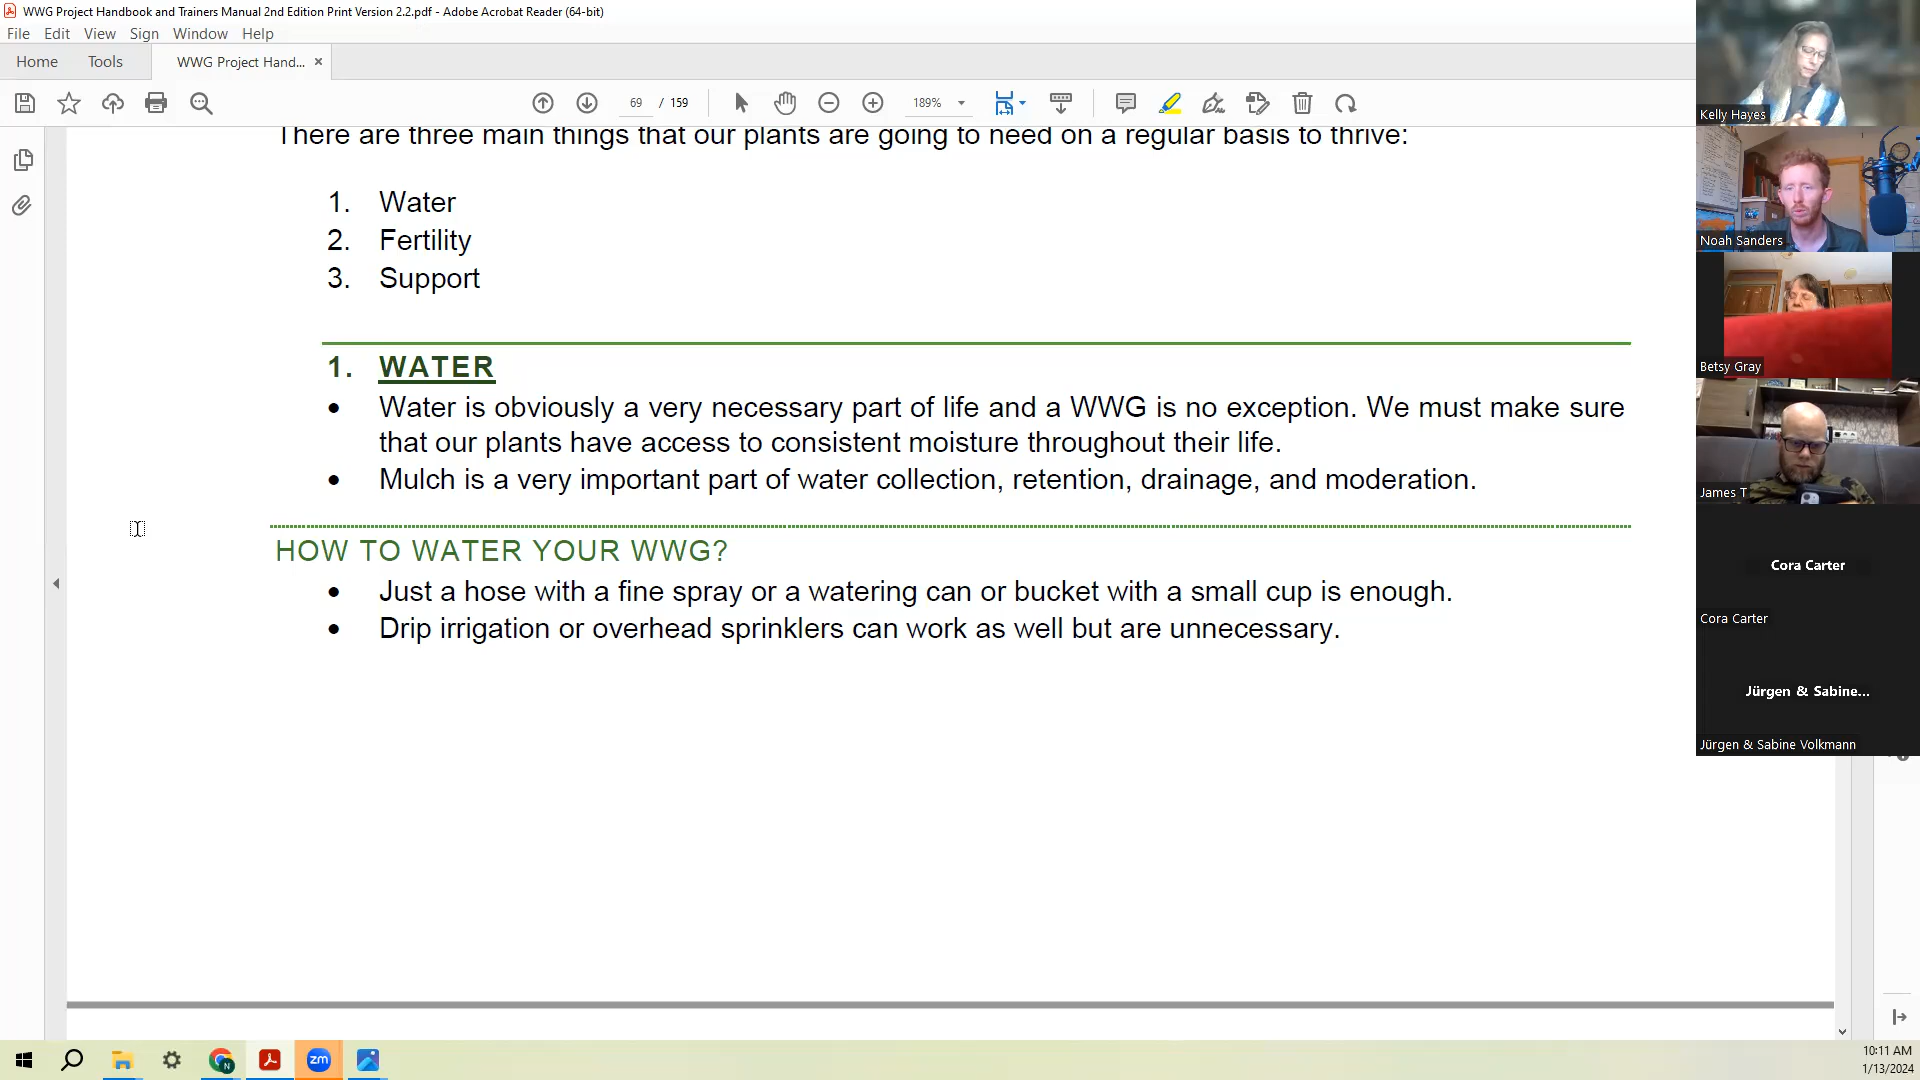 WWG Project Handbook and Trainers Manual 2nd Edition Print Version 2.2.pdf - Adobe Acrobat Reader (64-bit)
File Edit View Sign Window Help
Home Tools WWG Project Hand... ×
69 / 159 189%
There are three main things that our plants are going to need on a regular basis to thrive:
1. Water
2. Fertility
3. Support
1. WATER
• Water is obviously a very necessary part of life and a WWG is no exception. We must make sure
that our plants have access to consistent moisture throughout their life.
• Mulch is a very important part of water collection, retention, drainage, and moderation.
HOW TO WATER YOUR WWG?
• Just a hose with a fine spray or a watering can or bucket with a small cup is enough.
• Drip irrigation or overhead sprinklers can work as well but are unnecessary.
Kelly Hayes
Noah Sanders
Betsy Gray
James T
Cora Carter
Cora Carter
Jürgen & Sabine...
Jürgen & Sabine Volkmann
N
zm
10:11 AM
1/13/2024